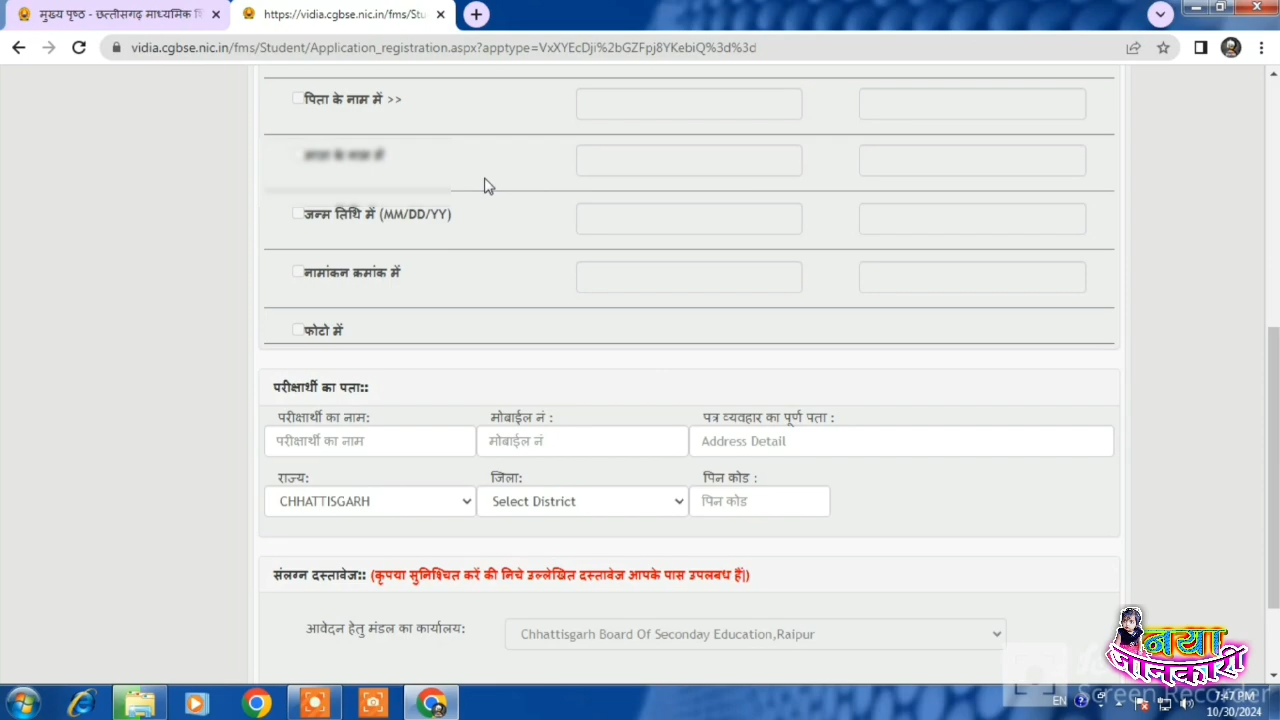 मुख्य पृष्ठ - छत्तीसगढ़ माध्यमिक
https://vidia.cgbse.nic.in/fms/Stu
vidia.cgbse.nic.in/fms/Student/Application_registration.aspx?apptype=VxXYEcDji%2bGZFpj8YKebiQ%3d%3d
पिता के नाम में >>
जन्म तिथि में (MM/DD/YY)
नामांकन क्रमांक में
फोटो में
परीक्षार्थी का पता::
परीक्षार्थी का नाम: मोबाईल नं : पत्र व्यवहार का पूर्ण पता :
परीक्षार्थी का नाम मोबाईल नं Address Detail
राज्य: जिला: पिन कोड :
CHHATTISGARH Select District पिन कोड
संलग्न दस्तावेज:: (कृपया सुनिश्चित करें की निचे उल्लेखित दस्तावेज आपके पास उपलबध हैं|)
आवेदन हेतु मंडल का कार्यालय: Chhattisgarh Board Of Seconday Education,Raipur
नया
जानकारी
Screen Recorder
EN 7:47 PM
10/30/2024